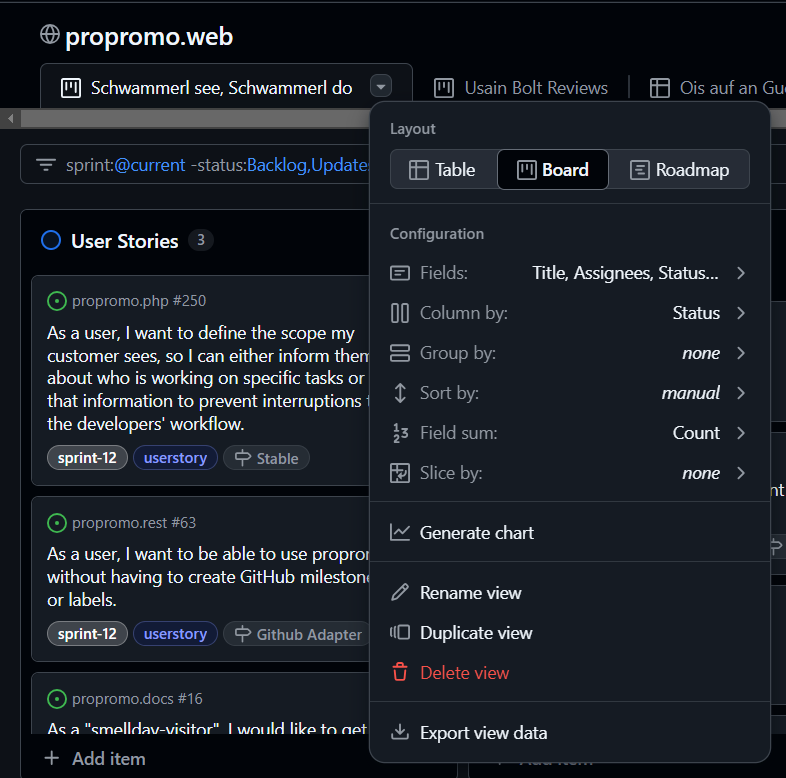 propromo.web
Schwammerl see, Schwammerl do
Usain Bolt Reviews
Ois auf an Gu
sprint:@current -status:Backlog,Update
User Stories 3
propromo.php #250
As a user, I want to define the scope my
customer sees, so I can either inform them
about who is working on specific tasks or
that information to prevent interruptions
the developers' workflow.
sprint-12 userstory Stable
propromo.rest #63
As a user, I want to be able to use propro
without having to create GitHub milestone
or labels.
sprint-12 userstory Github Adapter
propromo.docs #16
As a "smellday-visitor", I would like to get
+ Add item
Layout
Table Board Roadmap
Configuration
Fields: Title, Assignees, Status...
Column by: Status
Group by: none
Sort by: manual
Field sum: Count
Slice by: none
Generate chart
Rename view
Duplicate view
Delete view
Export view data
nt